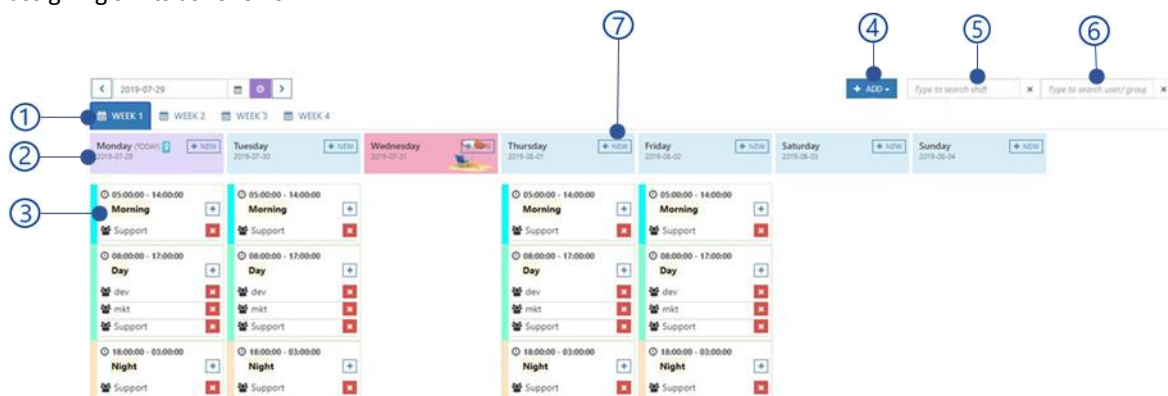 7
4
5
6
2019-07-29
+ ADD
Type to search shift
Type to search user/ group
1
WEEK 1 WEEK 2 WEEK 3 WEEK 4
2
Monday (TODAY) + NEW Tuesday + NEW Wednesday Thursday + NEW Friday + NEW Saturday + NEW Sunday + NEW
2019-07-29 2019-07-30 2019-07-31 2019-08-01 2019-08-02 2019-08-03 2019-08-04
3
05:00:00 - 14:00:00 05:00:00 - 14:00:00 05:00:00 - 14:00:00 05:00:00 - 14:00:00
Morning Morning Morning Morning
Support Support Support Support
08:00:00 - 17:00:00 08:00:00 - 17:00:00 08:00:00 - 17:00:00 08:00:00 - 17:00:00
Day Day Day Day
dev dev dev dev
mkt mkt mkt mkt
Support Support Support Support
18:00:00 - 03:00:00 18:00:00 - 03:00:00 18:00:00 - 03:00:00 18:00:00 - 03:00:00
Night Night Night Night
Support Support Support Support